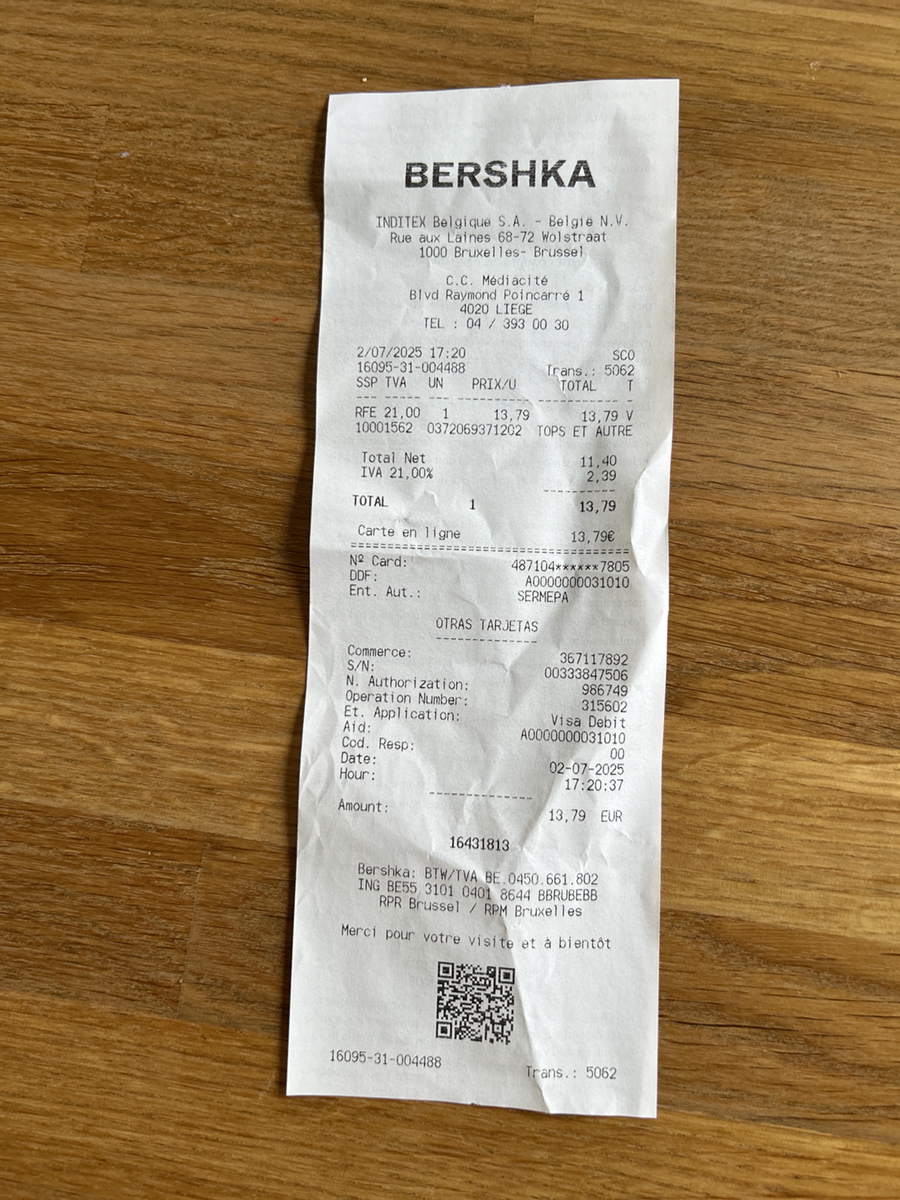 BERSHKA
INDITEX Belgique S.A. - België N.V.
Rue aux Laines 68-72 Wolstraat
1000 Bruxelles- Brussel
C.C. Médiacité
Blvd Raymond Poincarré 1
4020 LIEGE
TEL : 04 / 393 00 30
2/07/2025 17:20 SCO
16095-31-004488 Trans.: 5062
SSP TVA UN PRIX/U TOTAL T
RFE 21,00 1 13,79 13,79 V
10001562 0372069371202 TOPS ET AUTRE
Total Net 11,40
IVA 21,00% 2,39
TOTAL 1 13,79
Carte en ligne 13,79€
Nº Card: 487104******7805
DDF: A0000000031010
Ent. Aut.: SERMEPA
OTRAS TARJETAS
Commerce: 367117892
S/N: 00333847506
N. Authorization: 986749
Operation Number: 315602
Et. Application: Visa Debit
Aid: A0000000031010
Cod. Resp: 00
Date: 02-07-2025
Hour: 17:20:37
Amount: 13,79 EUR
16431813
Bershka: BTW/TVA BE.0450.661.802
ING BE55 3101 0401 8644 BBRUBEBB
RPR Brussel / RPM Bruxelles
Merci pour votre visite et à bientôt
16095-31-004488 Trans.: 5062